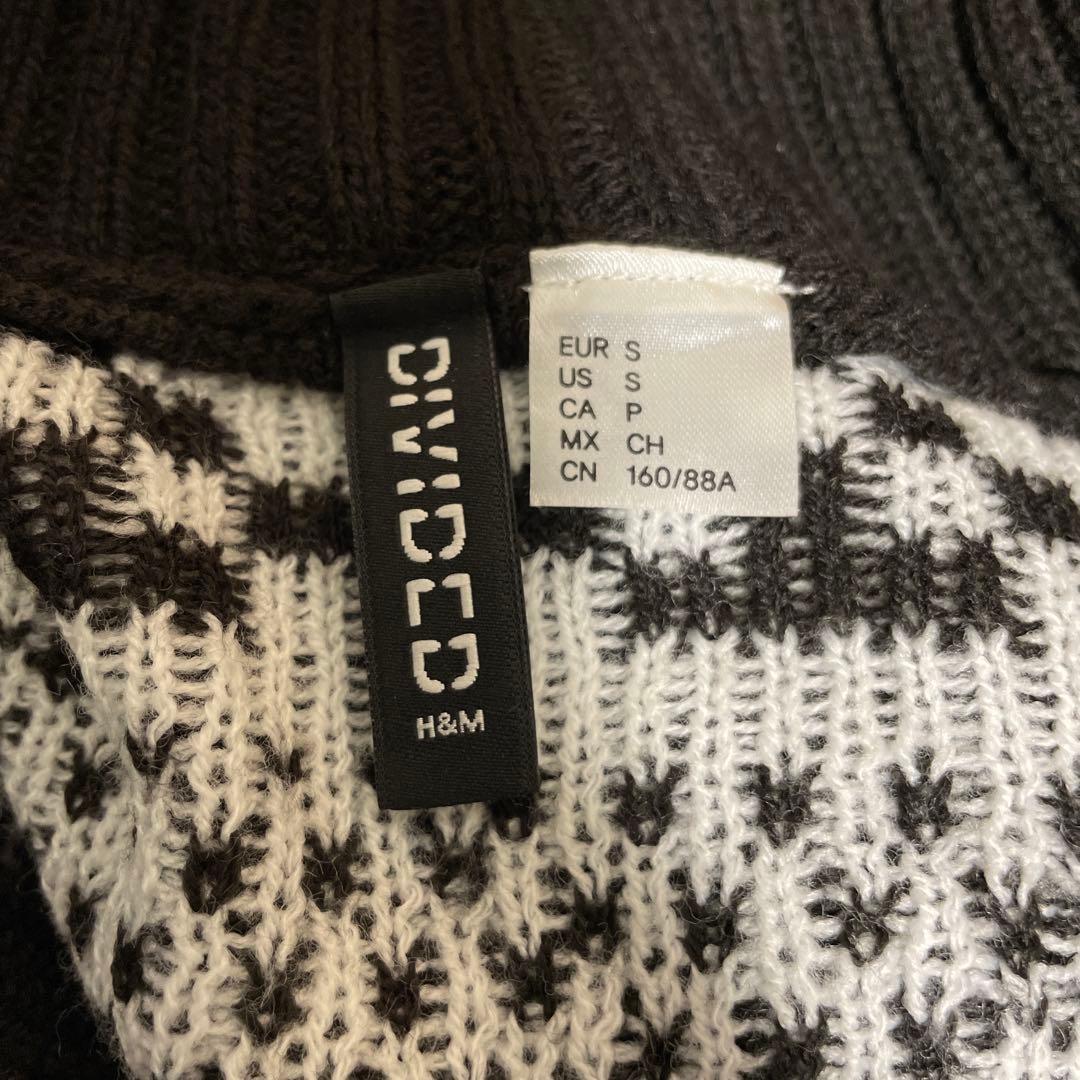 DIVIDED
H&M
EUR S
US S
CA P
MX CH
CN 160/88A